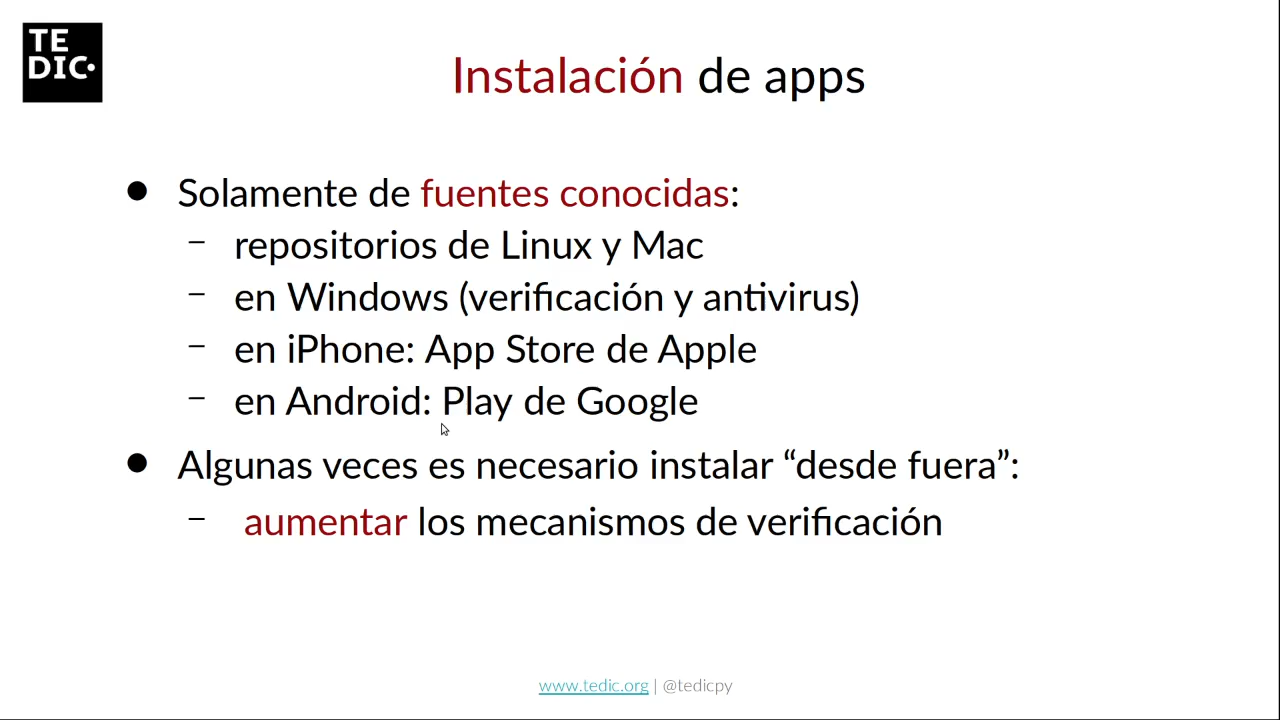 TE
DIC
Instalación de apps
● Solamente de fuentes conocidas:
– repositorios de Linux y Mac
– en Windows (verificación y antivirus)
– en iPhone: App Store de Apple
– en Android: Play de Google
● Algunas veces es necesario instalar “desde fuera”:
– aumentar los mecanismos de verificación
www.tedic.org | @tedicpy